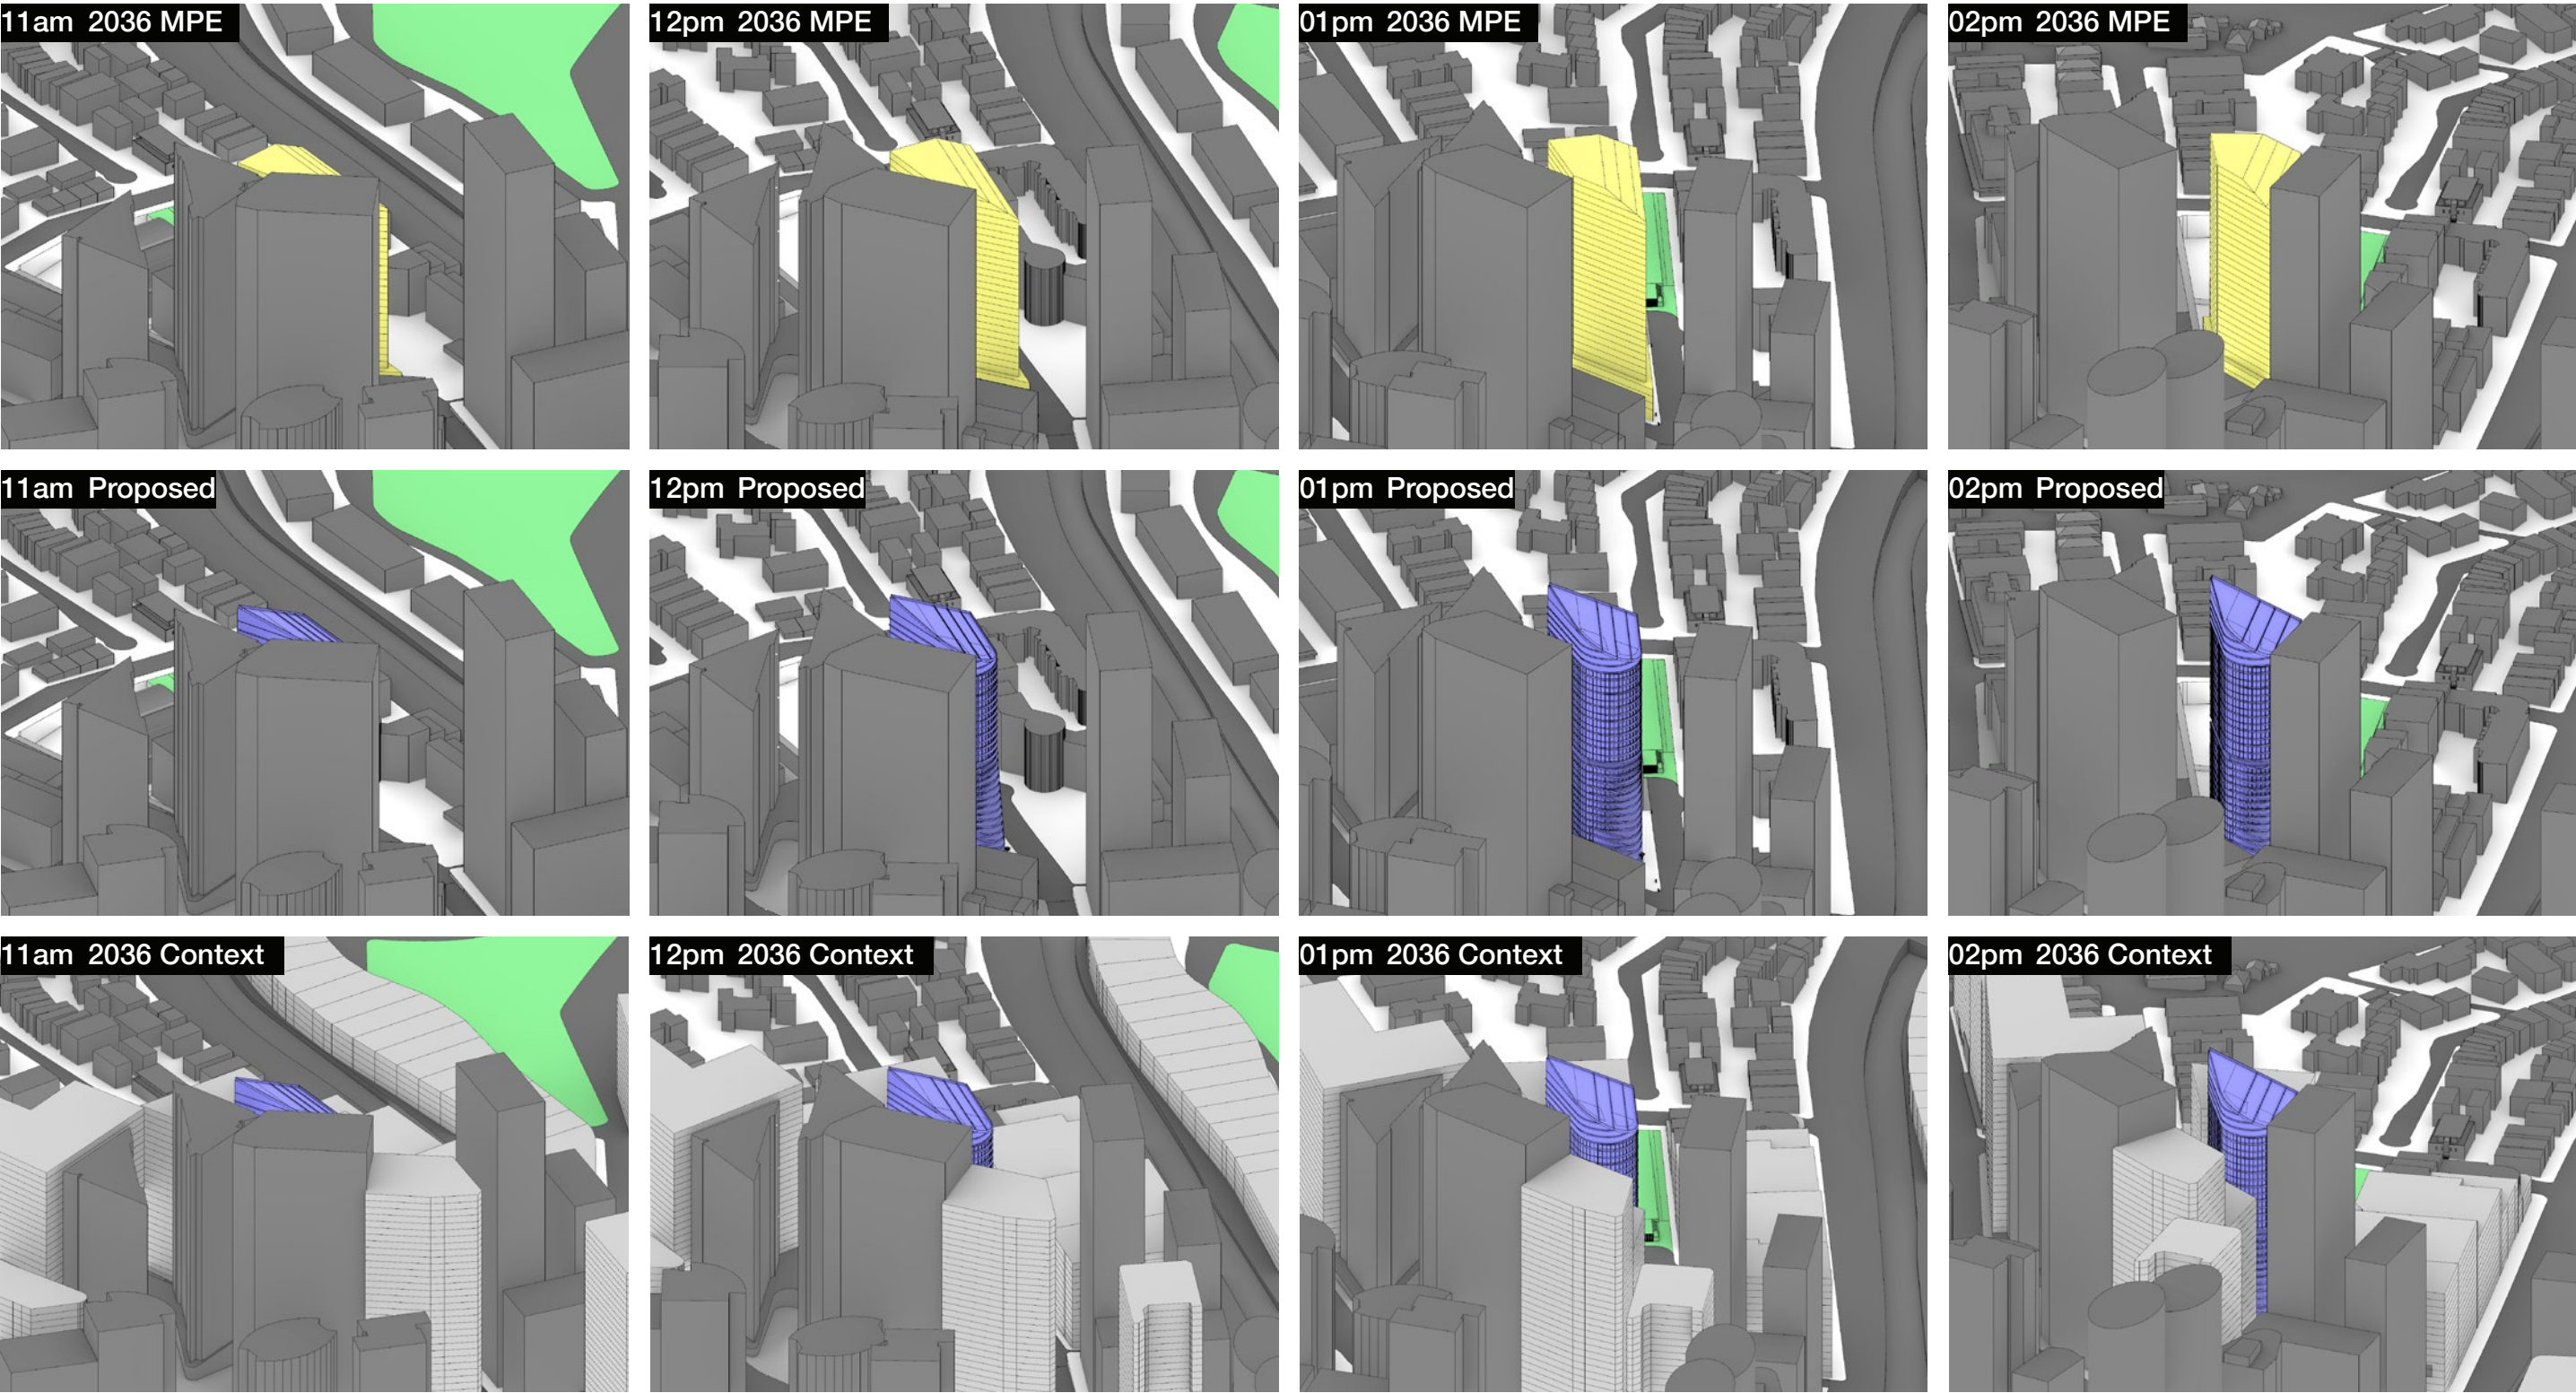 11am 2036 MPE
12pm 2036 MPE
01pm 2036 MPE
02pm 2036 MPE
11am Proposed
12pm Proposed
01pm Proposed
02pm Proposed
11am 2036 Context
12pm 2036 Context
01pm 2036 Context
02pm 2036 Context